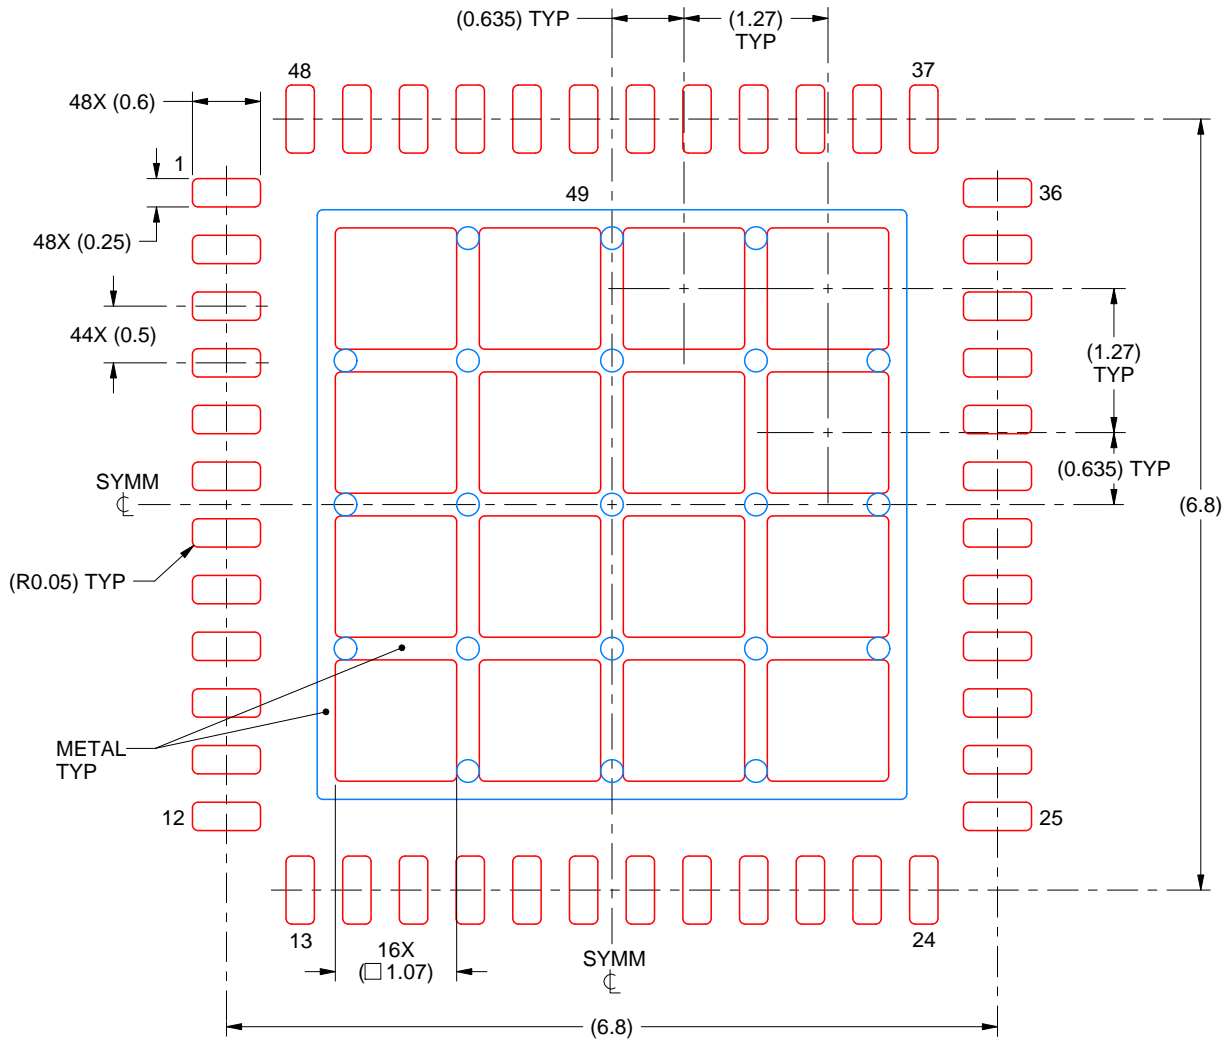 (0.635) TYP
(1.27)
TYP
48
37
48X (0.6)
1
49
36
48X (0.25)
44X (0.5)
(1.27)
TYP
(0.635) TYP
SYMM
℄
(6.8)
(R0.05) TYP
METAL
TYP
12
25
13
24
16X
(□ 1.07)
SYMM
℄
(6.8)